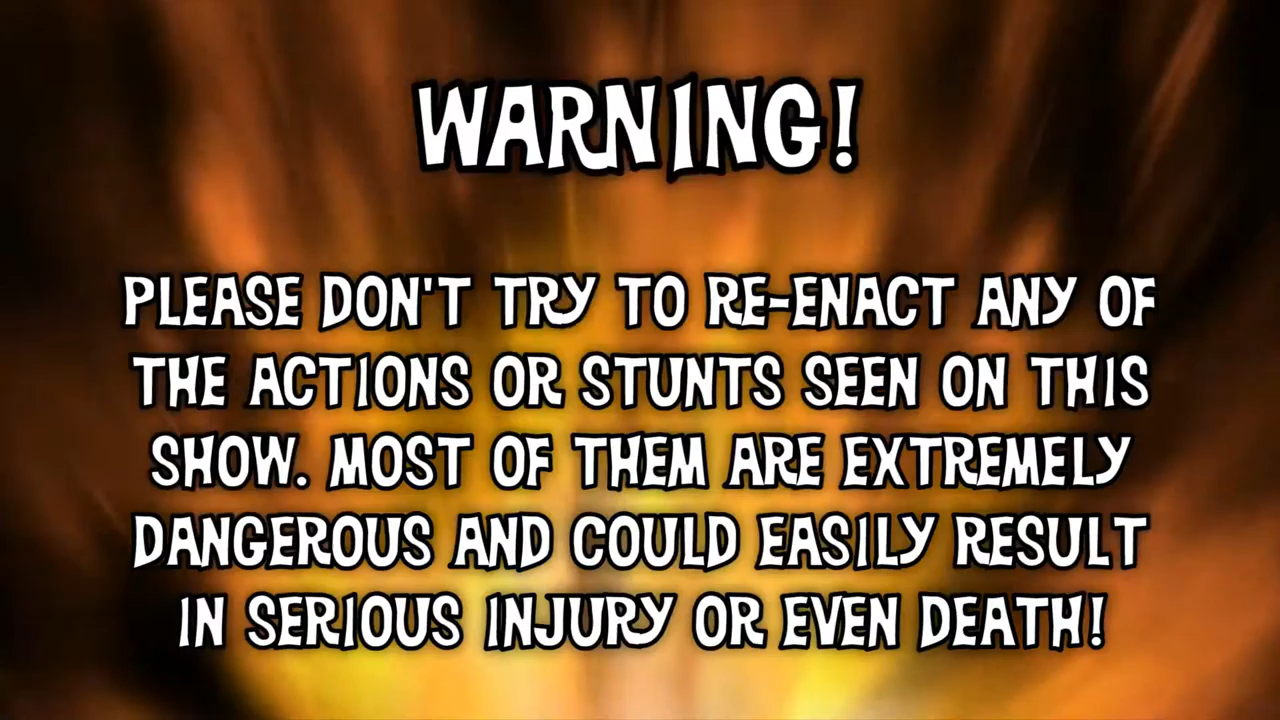 WARNING!
PLEASE DON'T TRY TO RE-ENACT ANY OF
THE ACTIONS OR STUNTS SEEN ON THIS
SHOW. MOST OF THEM ARE EXTREMELY
DANGEROUS AND COULD EASILY RESULT
IN SERIOUS INJURY OR EVEN DEATH!